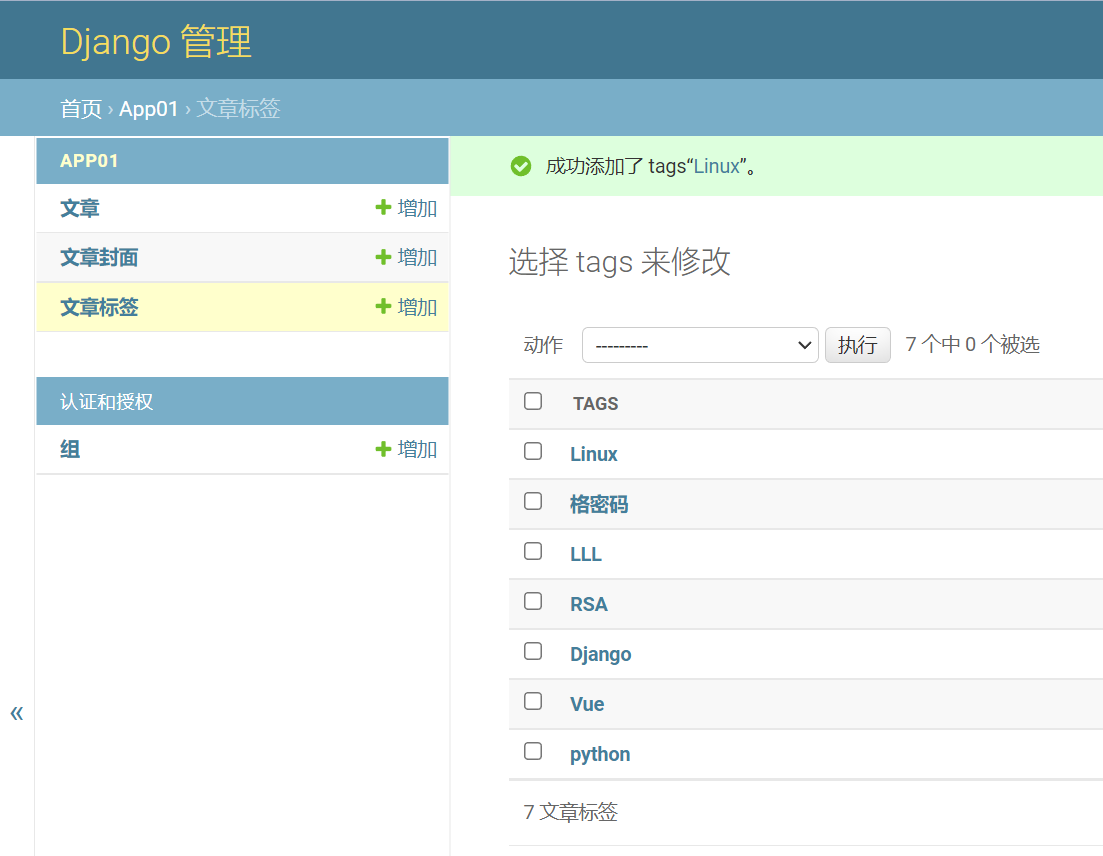 Django 管理
首页 › App01 › 文章标签
APP01
文章 增加
文章封面 增加
文章标签 增加
认证和授权
组 增加
«
成功添加了 tags“Linux”。
选择 tags 来修改
动作 --------- 执行 7 个中 0 个被选
TAGS
Linux
格密码
LLL
RSA
Django
Vue
python
7 文章标签